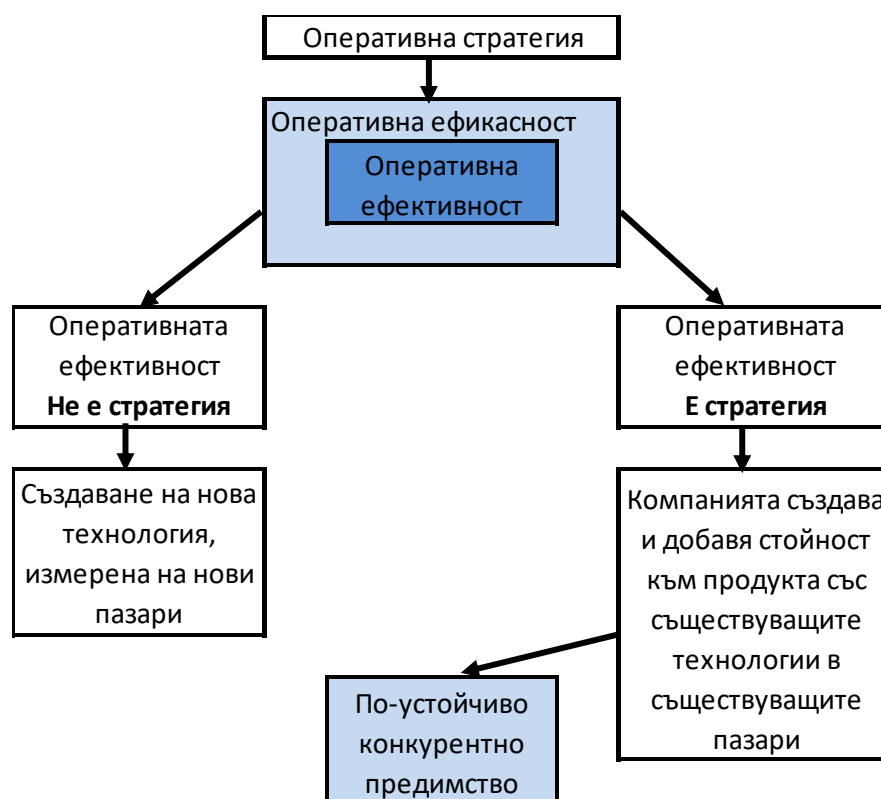 Оперативна стратегия
Оперативна ефикасност
Оперативна
ефективност
Оперативната
ефективност
Не е стратегия
Оперативната
ефективност
Е стратегия
Създаване на нова
технология,
измерена на нови
пазари
Компанията създава
и добавя стойност
към продукта със
съществуващите
технологии в
съществуващите
пазари
По-устойчиво
конкурентно
предимство